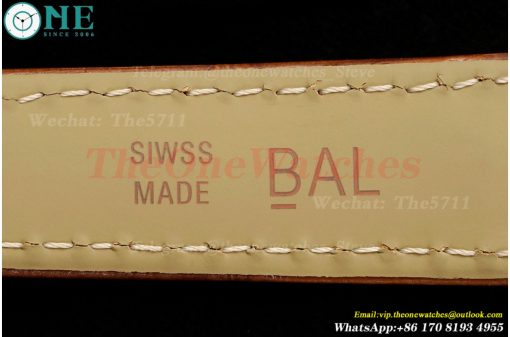 ONE
SINCE 2006
Telegram@theonewatches_Steve
Wechat: The5711
SIWSS
MADE
BAL
TheOneWatches
Wechat: The5711
Email:vip.theonewatches@outlook.com
WhatsApp:+86 170 8193 4955